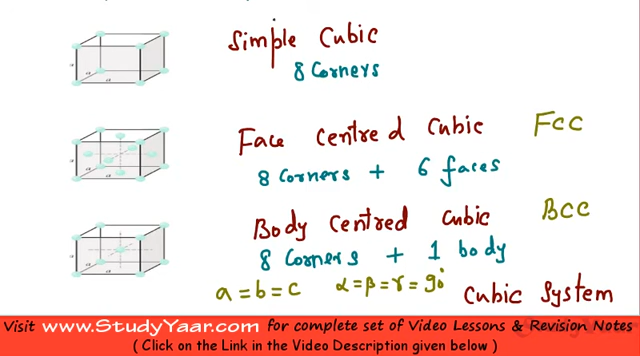 Simple Cubic
8 Corners
Face Centred Cubic FCC
8 Corners + 6 faces
Body Centred Cubic BCC
8 Corners + 1 body
a = b = c α = β = γ = 90°
Cubic System
Visit www.StudyYaar.com for complete set of Video Lessons & Revision Notes
( Click on the Link in the Video Description given below )